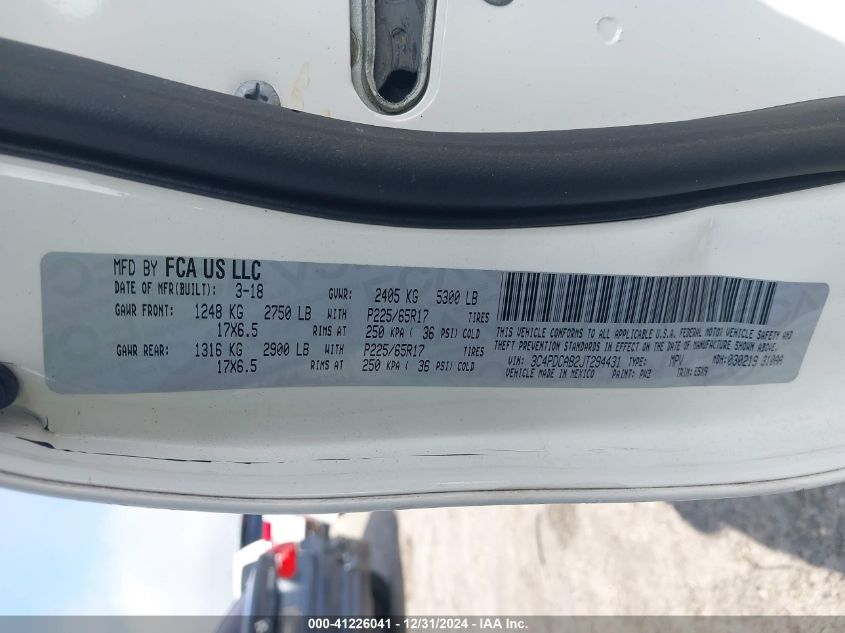 MFD BY FCA US LLC
DATE OF MFR(BUILT): 3-18 GVWR: 2405 KG 5300 LB
GAWR FRONT: 1248 KG 2750 LB WITH P225/65R17 TIRES
17X6.5 RIMS AT 250 KPA ( 36 PSI) COLD
GAWR REAR: 1316 KG 2900 LB WITH P225/65R17 TIRES
17X6.5 RIMS AT 250 KPA ( 36 PSI) COLD
THIS VEHICLE CONFORMS TO ALL APPLICABLE U.S.A. FEDERAL MOTOR VEHICLE SAFETY AND
THEFT PREVENTION STANDARDS IN EFFECT ON THE DATE OF MANUFACTURE SHOWN ABOVE.
VIN: 3C4PDCAB2JT294431 TYPE: MPV MDH:030219 310AA
VEHICLE MADE IN MEXICO PAINT: PW2 TRIM: E5X9
000-41226041 - 12/31/2024 - IAA Inc.